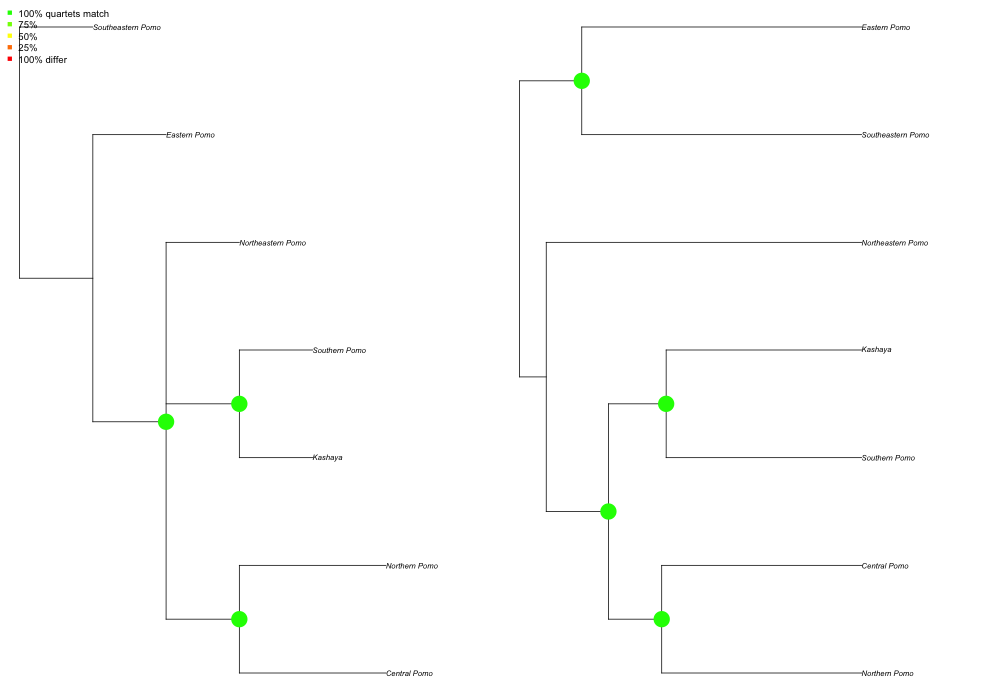 100% quartets match
75%
50%
25%
100% differ
Southeastern Pomo
Eastern Pomo
Northeastern Pomo
Southern Pomo
Kashaya
Northern Pomo
Central Pomo
Eastern Pomo
Southeastern Pomo
Northeastern Pomo
Kashaya
Southern Pomo
Central Pomo
Northern Pomo